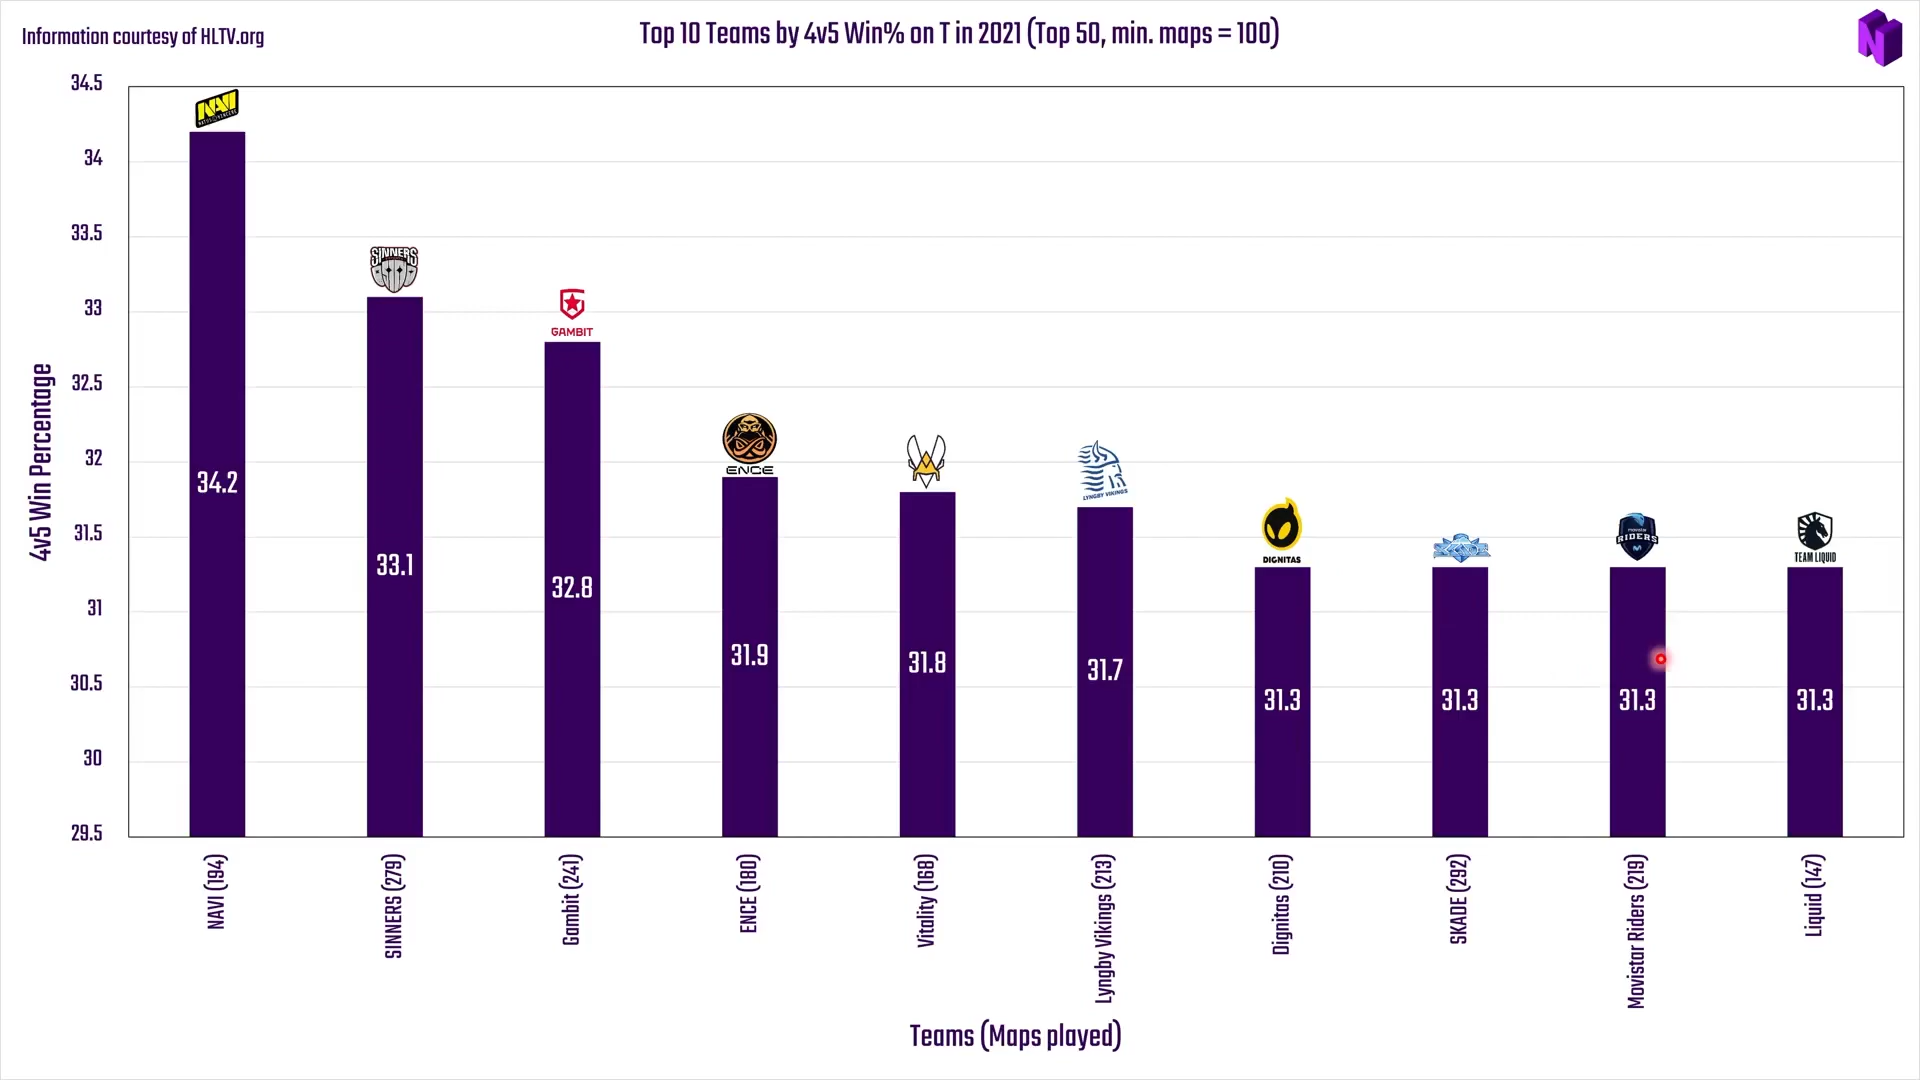 Information courtesy of HLTV.org
Top 10 Teams by 4v5 Win% on T in 2021 (Top 50, min. maps = 100)
N
34.5
34
33.5
33
32.5
32
31.5
31
30.5
30
29.5
4v5 Win Percentage
NAVI
SINNERS
GAMBIT
ENCE
LYNGBY VIKINGS
DIGNITAS
SKADE
movistar
RIDERS
TEAM LIQUID
34.2
33.1
32.8
31.9
31.8
31.7
31.3
31.3
31.3
31.3
NAVI (194)
SINNERS (279)
Gambit (241)
ENCE (180)
Vitality (168)
Lyngby Vikings (213)
Dignitas (210)
SKADE (292)
Movistar Riders (219)
Liquid (147)
Teams (Maps played)